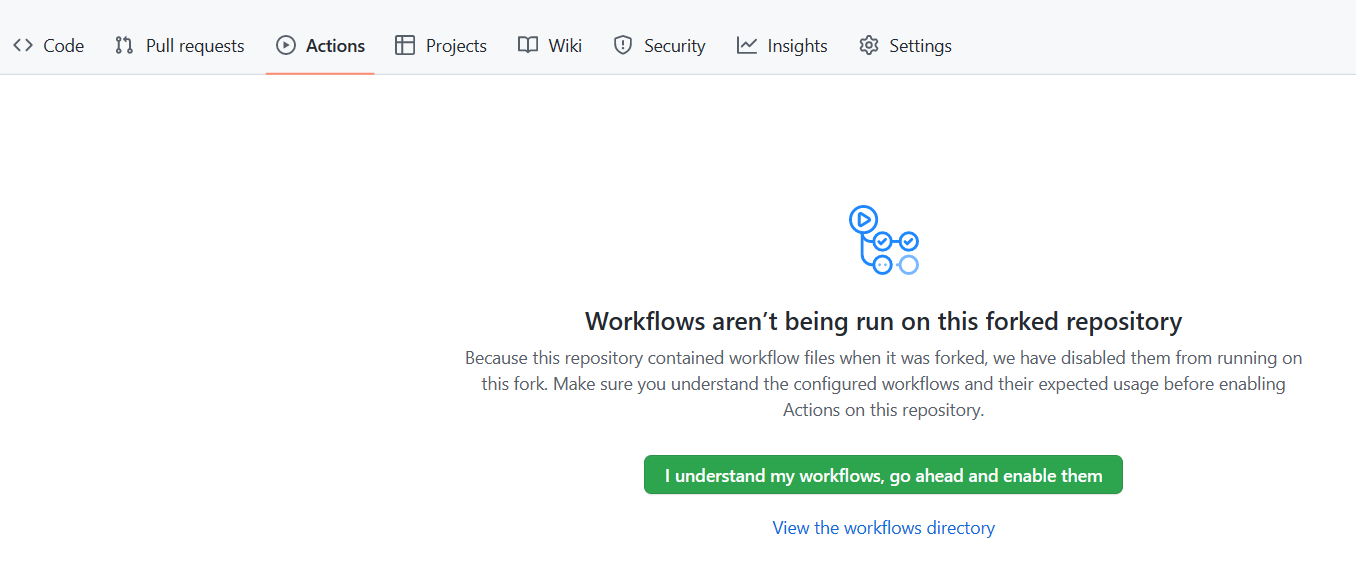 Code Pull requests Actions Projects Wiki Security Insights Settings
Workflows aren’t being run on this forked repository
Because this repository contained workflow files when it was forked, we have disabled them from running on
this fork. Make sure you understand the configured workflows and their expected usage before enabling
Actions on this repository.
I understand my workflows, go ahead and enable them
View the workflows directory